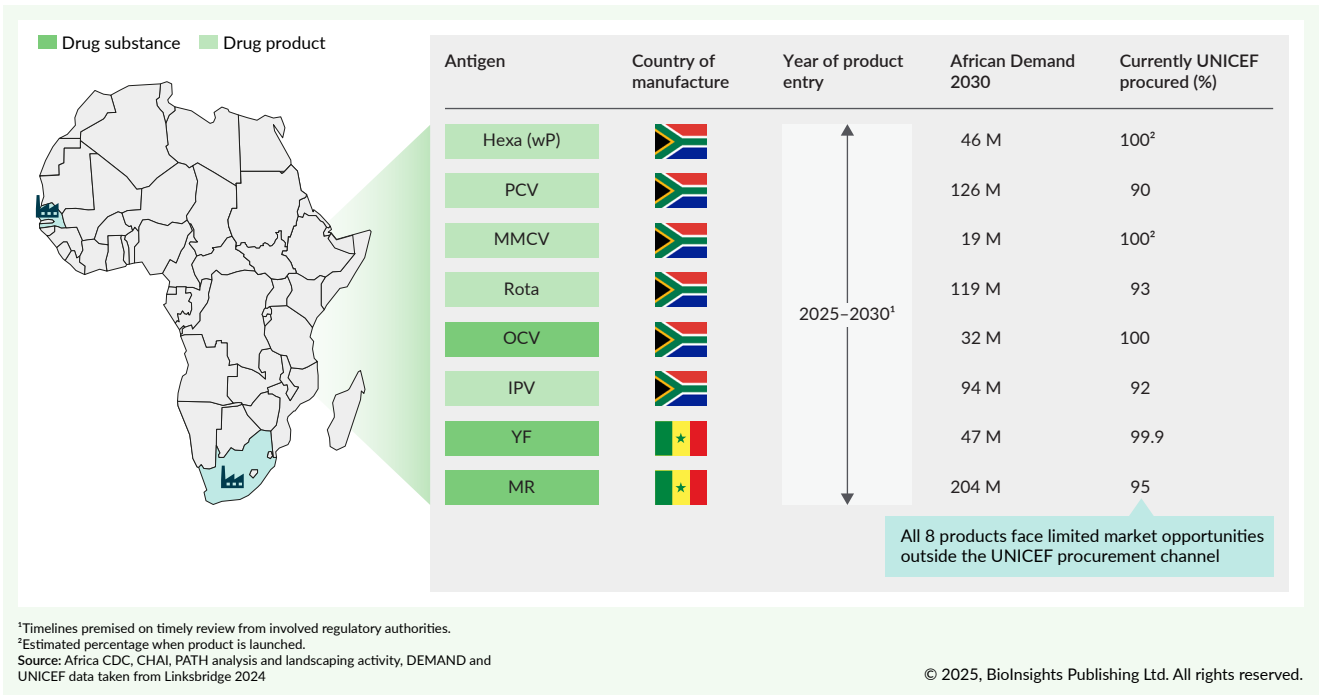 Drug substance Drug product
Antigen Country of manufacture Year of product entry African Demand 2030 Currently UNICEF procured (%)
Hexa (wP) 46 M 100²
PCV 126 M 90
MMCV 19 M 100²
Rota 119 M 93
2025–2030¹
OCV 32 M 100
IPV 94 M 92
YF 47 M 99.9
MR 204 M 95
All 8 products face limited market opportunities
outside the UNICEF procurement channel
¹Timelines premised on timely review from involved regulatory authorities.
²Estimated percentage when product is launched.
Source: Africa CDC, CHAI, PATH analysis and landscaping activity, DEMAND and
UNICEF data taken from Linksbridge 2024
© 2025, BioInsights Publishing Ltd. All rights reserved.